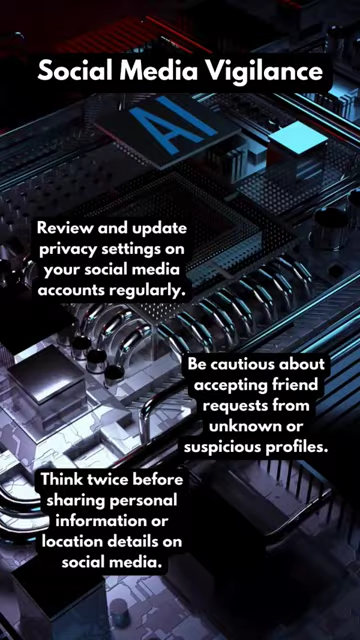 Social Media Vigilance
AI
Review and update
privacy settings on
your social media
accounts regularly.
Be cautious about
accepting friend
requests from
unknown or
suspicious profiles.
Think twice before
sharing personal
information or
location details on
social media.